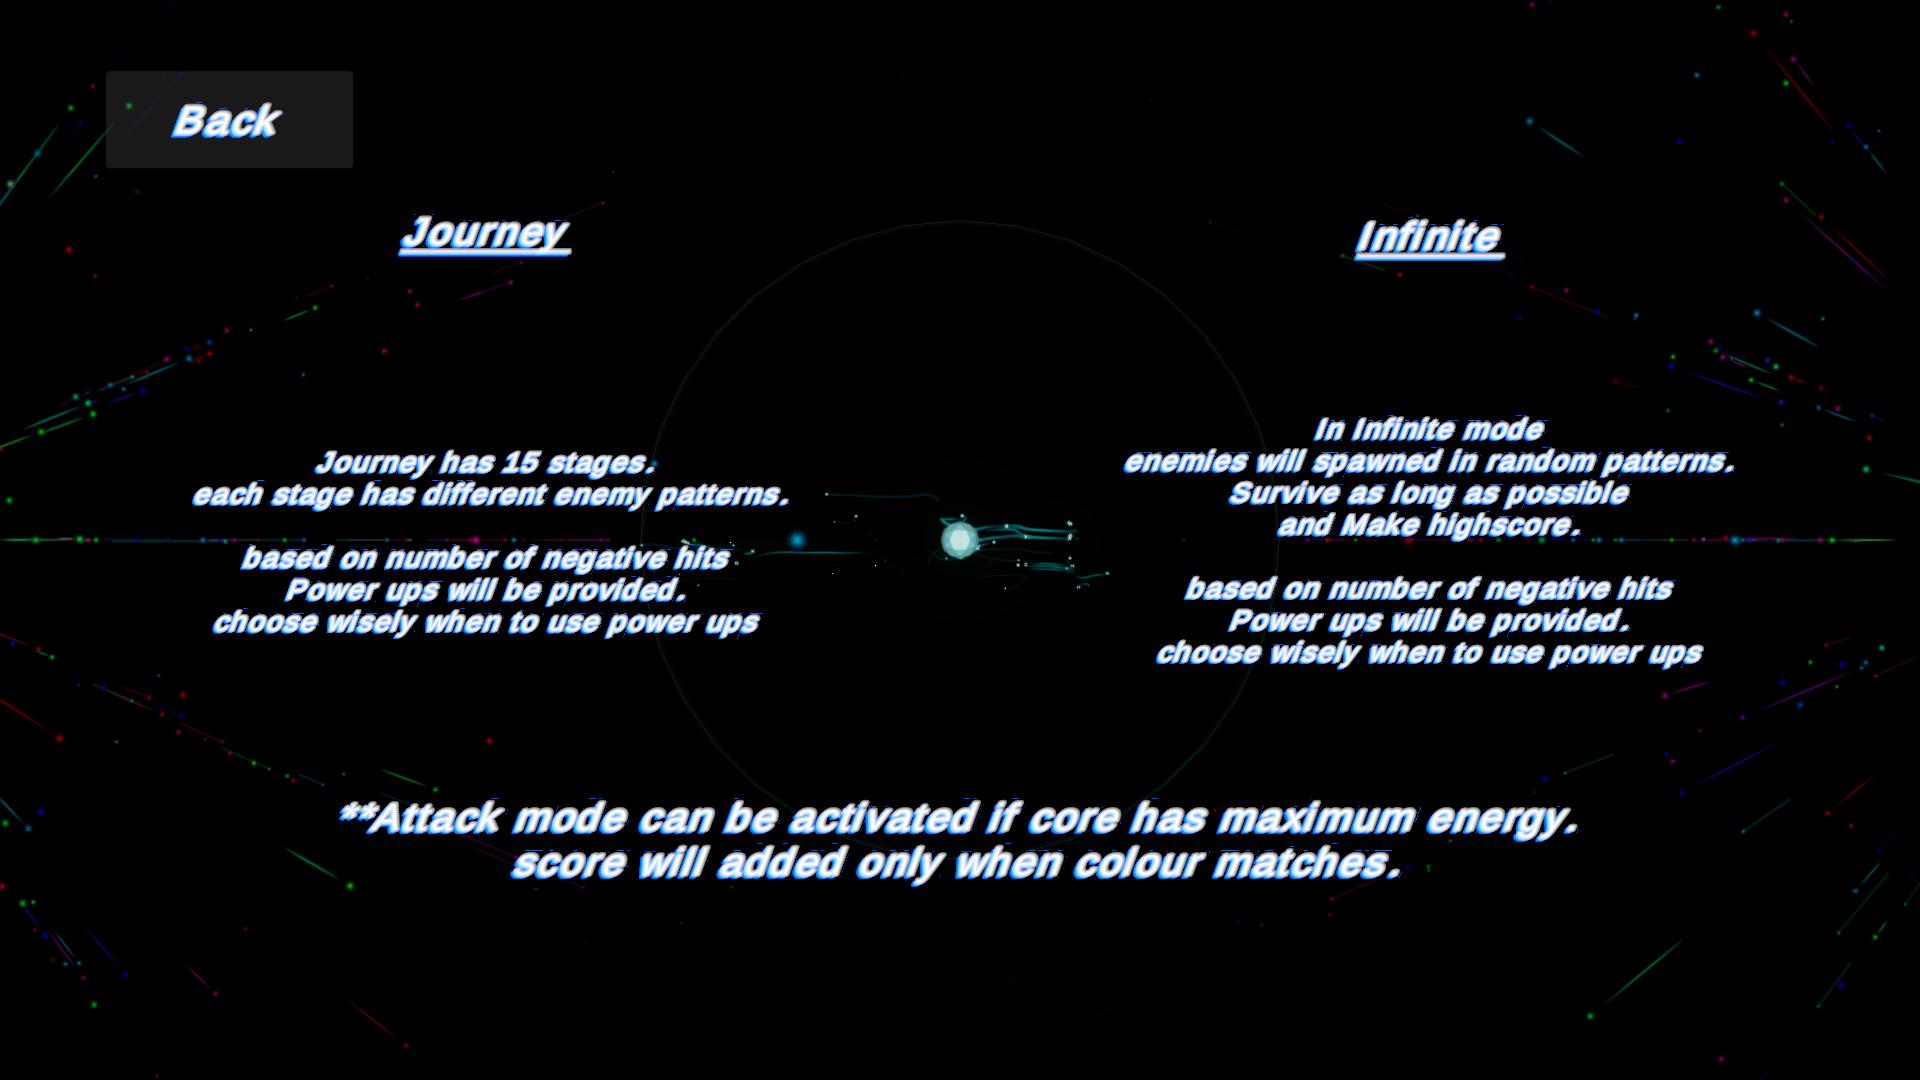 Back
Journey
Journey has 15 stages.
each stage has different enemy patterns.
based on number of negative hits
Power ups will be provided.
choose wisely when to use power ups
Infinite
In Infinite mode
enemies will spawned in random patterns.
Survive as long as possible
and Make highscore.
based on number of negative hits
Power ups will be provided.
choose wisely when to use power ups
**Attack mode can be activated if core has maximum energy.
score will added only when colour matches.